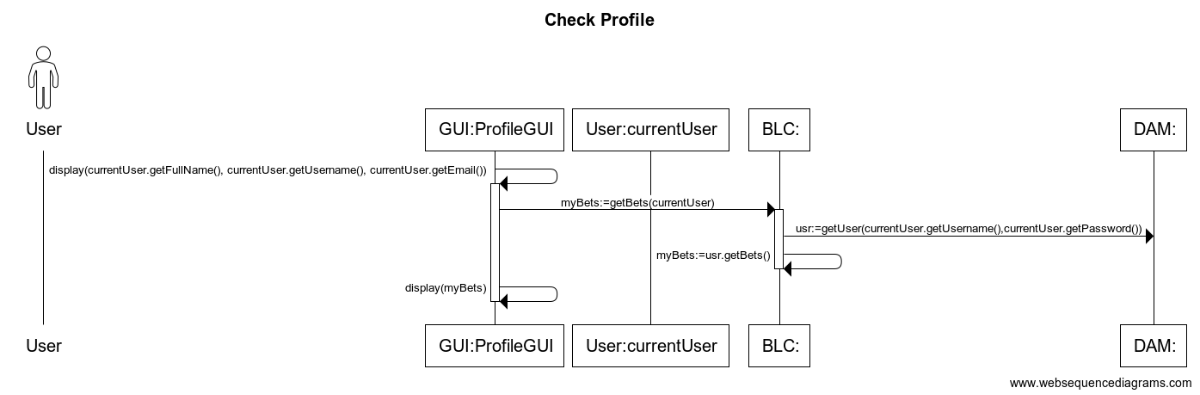 Check Profile
User
GUI:ProfileGUI
User:currentUser
BLC:
DAM:
display(currentUser.getFullName(), currentUser.getUsername(), currentUser.getEmail())
myBets:=getBets(currentUser)
usr:=getUser(currentUser.getUsername(),currentUser.getPassword())
myBets:=usr.getBets()
display(myBets)
User
GUI:ProfileGUI
User:currentUser
BLC:
DAM:
www.websequencediagrams.com